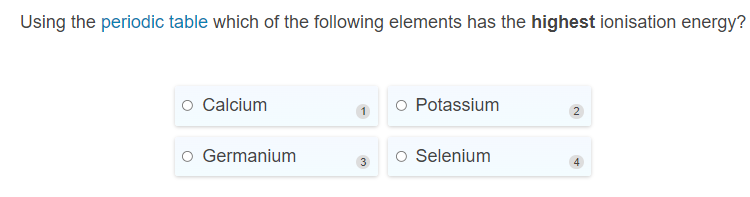 Using the periodic table which of the following elements has the highest ionisation energy?
Calcium 1 Potassium 2
Germanium 3 Selenium 4